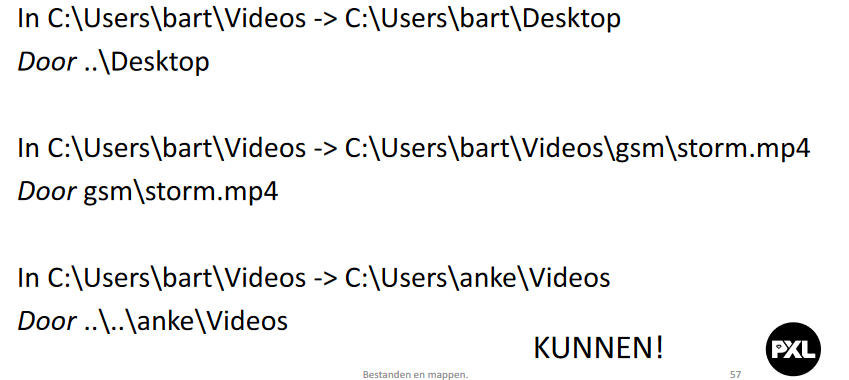 In C:\Users\bart\Videos -> C:\Users\bart\Desktop
Door ..\Desktop
In C:\Users\bart\Videos -> C:\Users\bart\Videos\gsm\storm.mp4
Door gsm\storm.mp4
In C:\Users\bart\Videos -> C:\Users\anke\Videos
Door ..\..\anke\Videos
KUNNEN!
PXL
Bestanden en mappen.
57